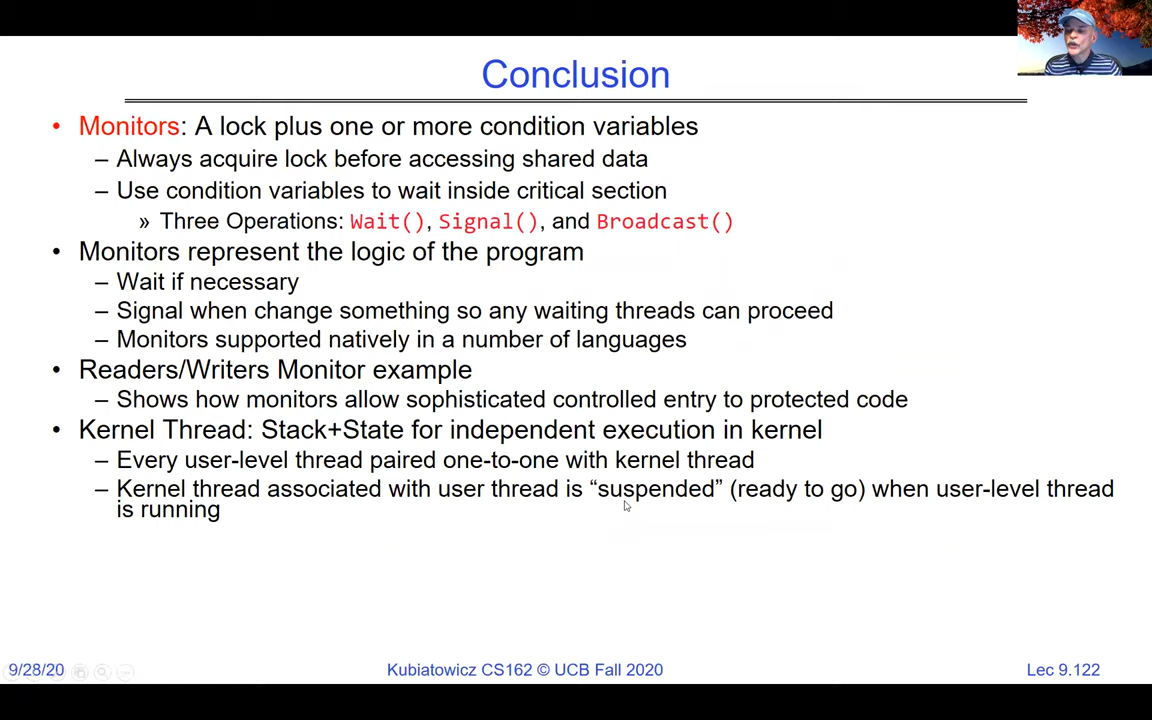 Conclusion
• Monitors: A lock plus one or more condition variables
– Always acquire lock before accessing shared data
– Use condition variables to wait inside critical section
» Three Operations: Wait(), Signal(), and Broadcast()
• Monitors represent the logic of the program
– Wait if necessary
– Signal when change something so any waiting threads can proceed
– Monitors supported natively in a number of languages
• Readers/Writers Monitor example
– Shows how monitors allow sophisticated controlled entry to protected code
• Kernel Thread: Stack+State for independent execution in kernel
– Every user-level thread paired one-to-one with kernel thread
– Kernel thread associated with user thread is “suspended” (ready to go) when user-level thread
is running
9/28/20 Kubiatowicz CS162 © UCB Fall 2020 Lec 9.122